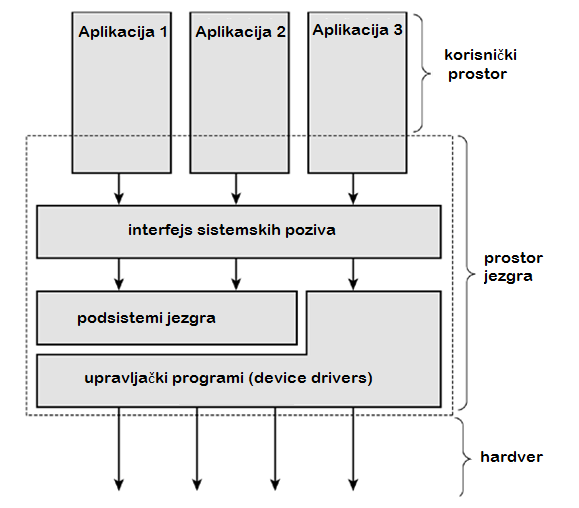 Aplikacija 1
Aplikacija 2
Aplikacija 3
korisnički
prostor
interfejs sistemskih poziva
prostor
jezgra
podsistemi jezgra
upravljački programi (device drivers)
hardver